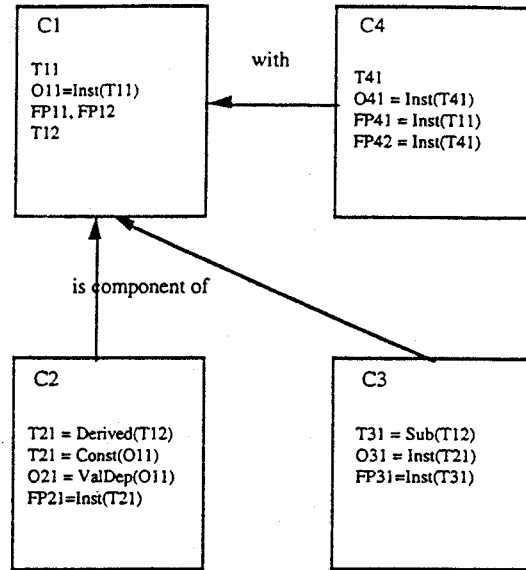 C1
T11
O11=Inst(T11)
FP11, FP12
T12
with
C4
T41
O41 = Inst(T41)
FP41 = Inst(T11)
FP42 = Inst(T41)
is component of
C2
T21 = Derived(T12)
T21 = Const(O11)
O21 = ValDep(O11)
FP21=Inst(T21)
C3
T31 = Sub(T12)
O31 = Inst(T21)
FP31=Inst(T31)